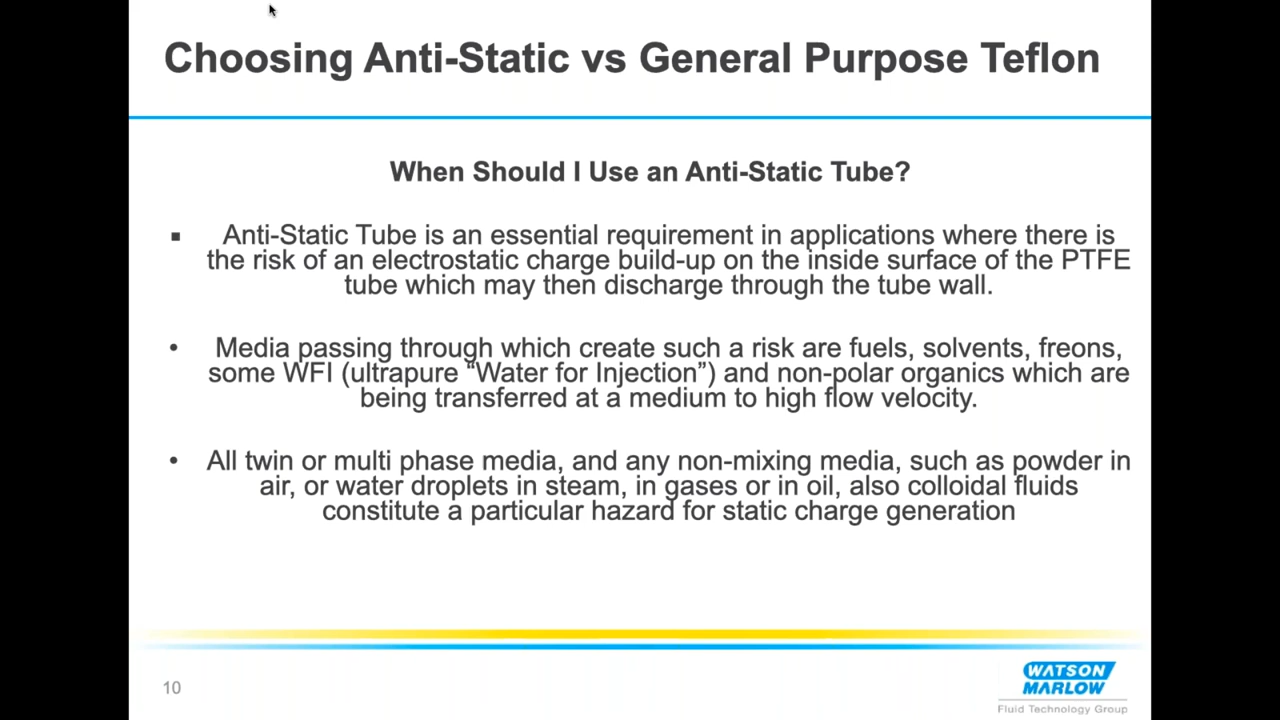 Choosing Anti-Static vs General Purpose Teflon
When Should I Use an Anti-Static Tube?
▪ Anti-Static Tube is an essential requirement in applications where there is
the risk of an electrostatic charge build-up on the inside surface of the PTFE
tube which may then discharge through the tube wall.
• Media passing through which create such a risk are fuels, solvents, freons,
some WFI (ultrapure “Water for Injection”) and non-polar organics which are
being transferred at a medium to high flow velocity.
• All twin or multi phase media, and any non-mixing media, such as powder in
air, or water droplets in steam, in gases or in oil, also colloidal fluids
constitute a particular hazard for static charge generation
10
WATSON
MARLOW
Fluid Technology Group